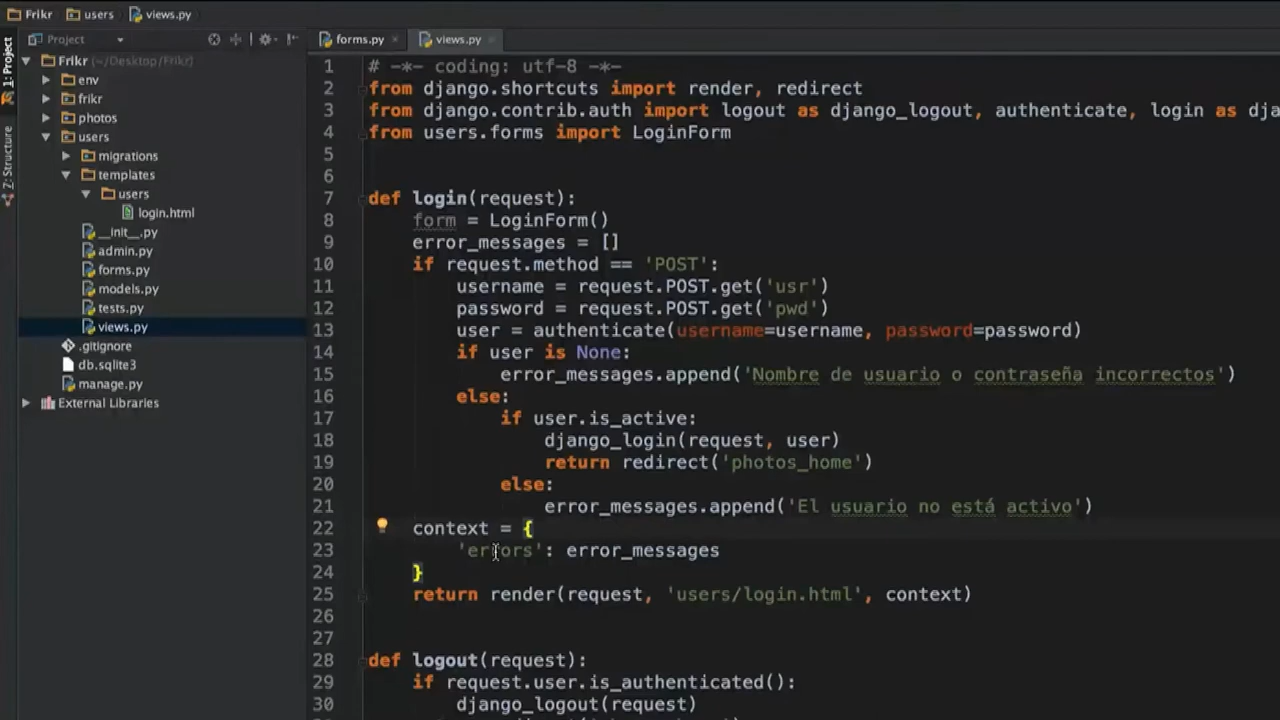 Frikr users views.py
Project
forms.py views.py
1: Project
Z: Structure
Frikr (~/Desktop/Frikr)
env
frikr
photos
users
migrations
templates
users
login.html
__init__.py
admin.py
forms.py
models.py
tests.py
views.py
.gitignore
db.sqlite3
manage.py
External Libraries
1 # -*- coding: utf-8 -*-
2 from django.shortcuts import render, redirect
3 from django.contrib.auth import logout as django_logout, authenticate, login as dja
4 from users.forms import LoginForm
5
6
7 def login(request):
8 form = LoginForm()
9 error_messages = []
10 if request.method == 'POST':
11 username = request.POST.get('usr')
12 password = request.POST.get('pwd')
13 user = authenticate(username=username, password=password)
14 if user is None:
15 error_messages.append('Nombre de usuario o contraseña incorrectos')
16 else:
17 if user.is_active:
18 django_login(request, user)
19 return redirect('photos_home')
20 else:
21 error_messages.append('El usuario no está activo')
22 context = {
23 'errors': error_messages
24 }
25 return render(request, 'users/login.html', context)
26
27
28 def logout(request):
29 if request.user.is_authenticated():
30 django_logout(request)